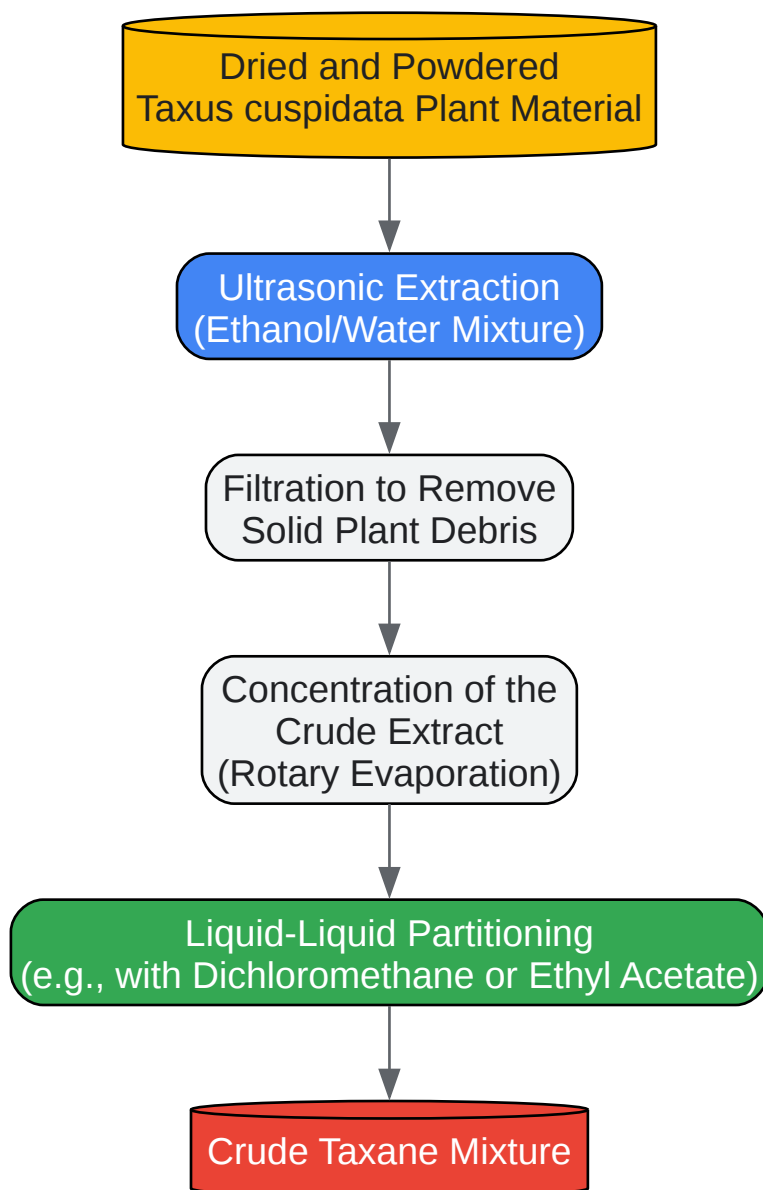 Dried and Powdered
Taxus cuspidata Plant Material
Ultrasonic Extraction
(Ethanol/Water Mixture)
Filtration to Remove
Solid Plant Debris
Concentration of the
Crude Extract
(Rotary Evaporation)
Liquid-Liquid Partitioning
(e.g., with Dichloromethane or Ethyl Acetate)
Crude Taxane Mixture